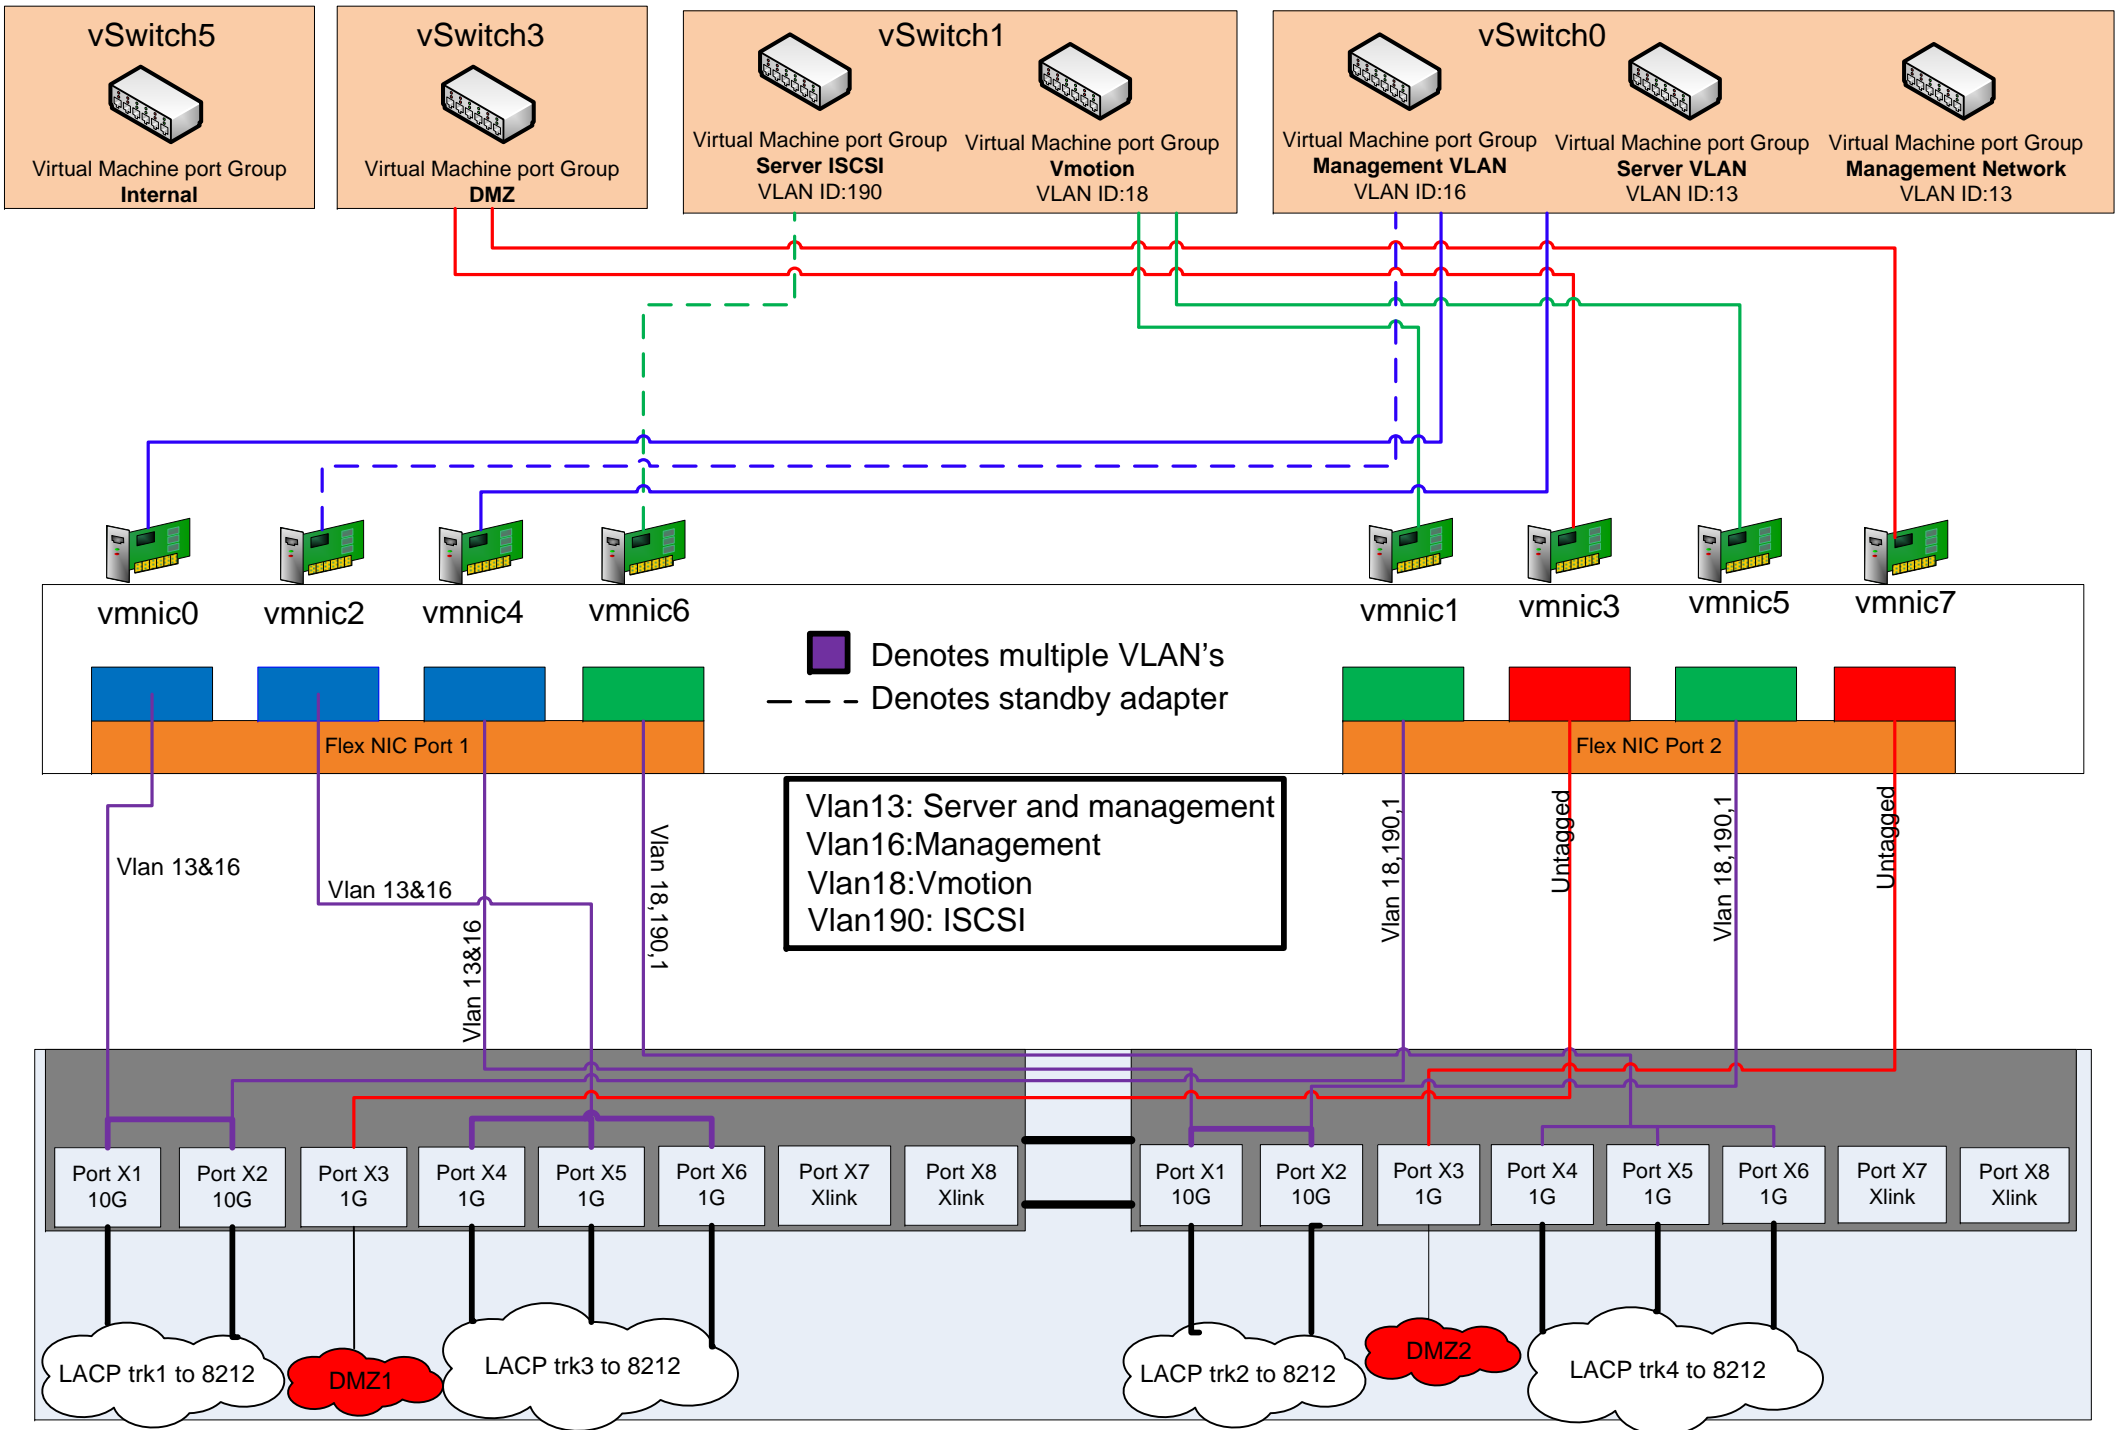 vSwitch5
Virtual Machine port Group
Internal
vSwitch3
Virtual Machine port Group
DMZ
vSwitch1
Virtual Machine port Group
Server ISCSI
VLAN ID:190
Virtual Machine port Group
Vmotion
VLAN ID:18
vSwitch0
Virtual Machine port Group
Management VLAN
VLAN ID:16
Virtual Machine port Group
Server VLAN
VLAN ID:13
Virtual Machine port Group
Management Network
VLAN ID:13
vmnic0
vmnic2
vmnic4
vmnic6
vmnic1
vmnic3
vmnic5
vmnic7
Denotes multiple VLAN's
Denotes standby adapter
Flex NIC Port 1
Flex NIC Port 2
Vlan13: Server and management
Vlan16:Management
Vlan18:Vmotion
Vlan190: ISCSI
Vlan 13&16
Vlan 13&16
Vlan 13&16
Vlan 18,190,1
Vlan 18,190,1
Untagged
Vlan 18,190,1
Untagged
Port X1
10G
Port X2
10G
Port X3
1G
Port X4
1G
Port X5
1G
Port X6
1G
Port X7
Xlink
Port X8
Xlink
Port X1
10G
Port X2
10G
Port X3
1G
Port X4
1G
Port X5
1G
Port X6
1G
Port X7
Xlink
Port X8
Xlink
LACP trk1 to 8212
DMZ1
LACP trk3 to 8212
LACP trk2 to 8212
DMZ2
LACP trk4 to 8212